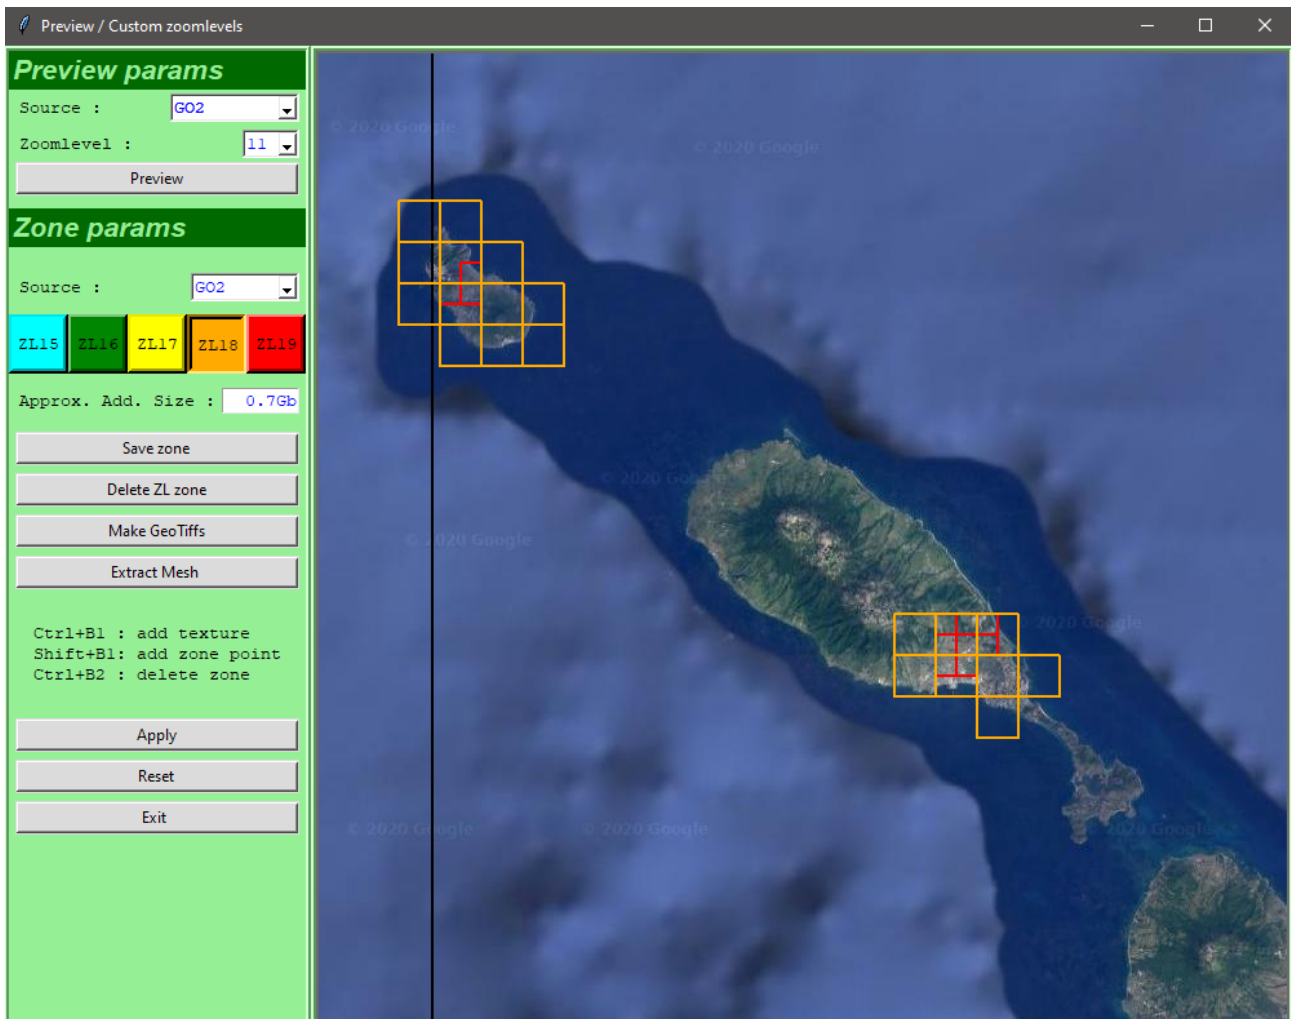 Preview / Custom zoomlevels
Preview params
Source : GO2
Zoomlevel : 11
Preview
Zone params
Source : GO2
ZL15 ZL16 ZL17 ZL18 ZL19
Approx. Add. Size : 0.7Gb
Save zone
Delete ZL zone
Make GeoTiffs
Extract Mesh
Ctrl+B1 : add texture
Shift+B1: add zone point
Ctrl+B2 : delete zone
Apply
Reset
Exit
© 2020 Google
© 2020 Google
© 2020 Google
© 2020 Google
© 2020 Google
© 2020 Google
© 2020 Google
© 2020 Google